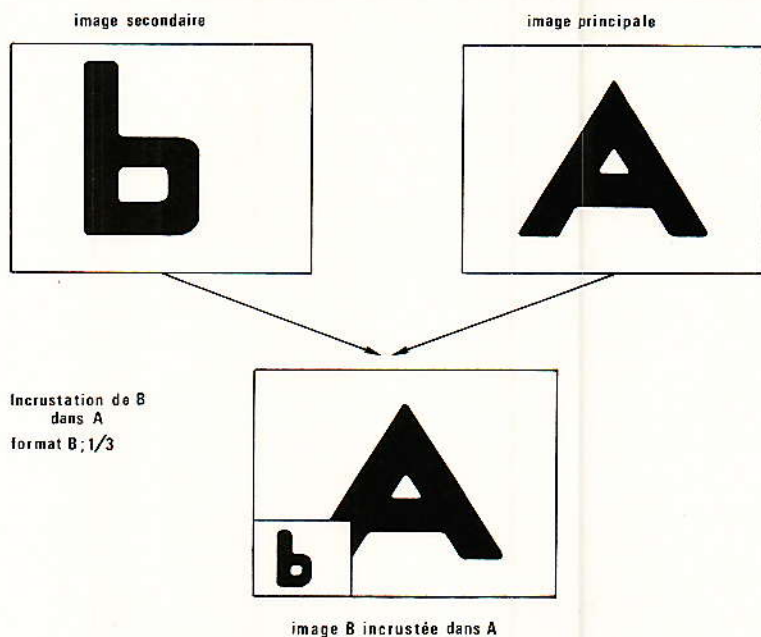 image secondaire
image principale
b
A
Incrustation de B
dans A
format B; 1/3
A
b
image B incrustée dans A